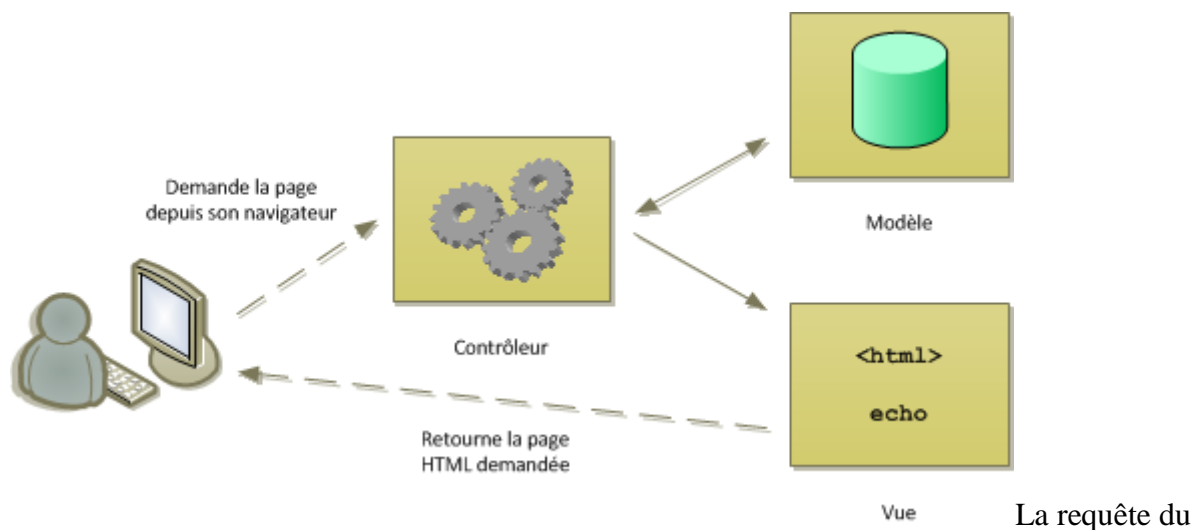 Demande la page
depuis son navigateur
Contrôleur
Modèle
<html>
echo
Retourne la page
HTML demandée
Vue
La requête du